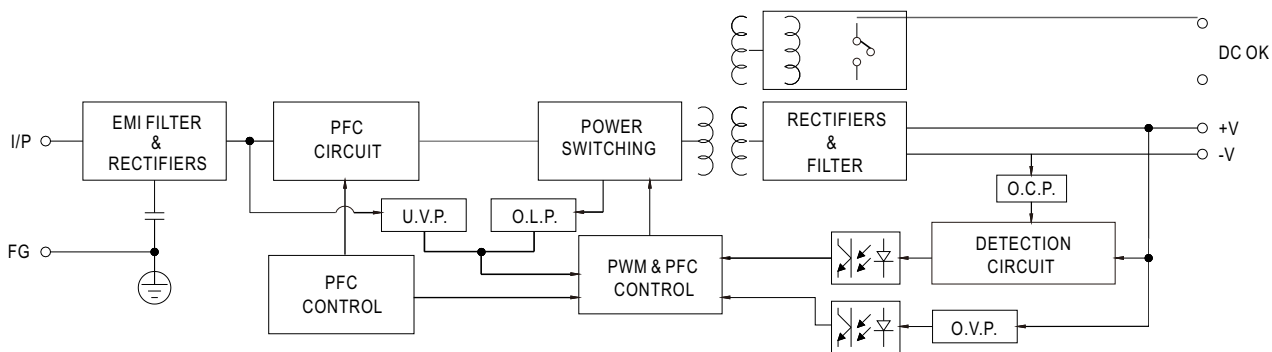 DC OK
I/P
EMI FILTER
&
RECTIFIERS
PFC
CIRCUIT
POWER
SWITCHING
RECTIFIERS
&
FILTER
+V
-V
O.C.P.
U.V.P.
O.L.P.
FG
PFC
CONTROL
PWM & PFC
CONTROL
DETECTION
CIRCUIT
O.V.P.